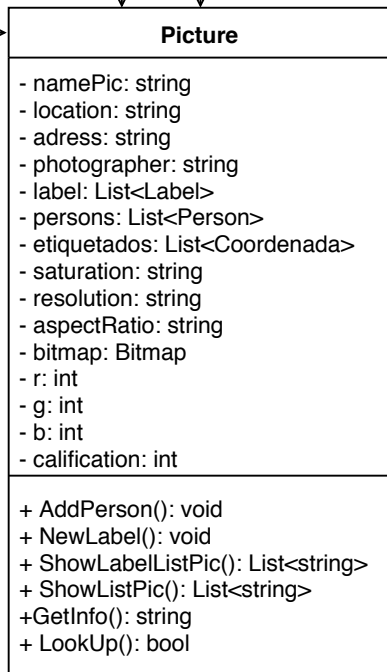 Picture
- namePic: string
- location: string
- adress: string
- photographer: string
- label: List<Label>
- persons: List<Person>
- etiquetados: List<Coordenada>
- saturation: string
- resolution: string
- aspectRatio: string
- bitmap: Bitmap
- r: int
- g: int
- b: int
- calification: int
+ AddPerson(): void
+ NewLabel(): void
+ ShowLabelListPic(): List<string>
+ ShowListPic(): List<string>
+GetInfo(): string
+ LookUp(): bool